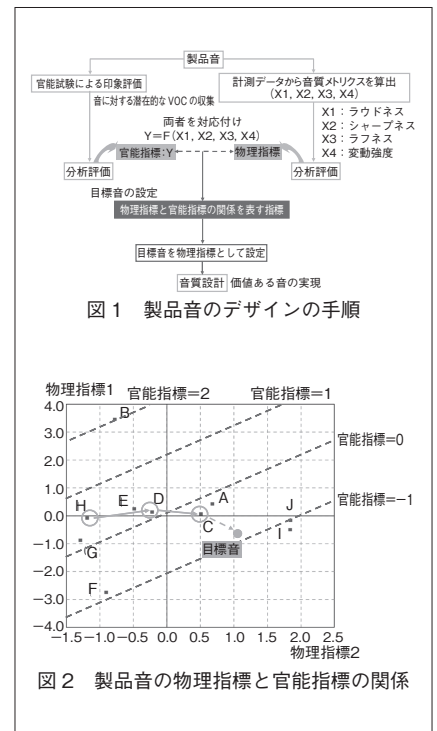 製品音
官能試験による印象評価
計測データから音質メトリクスを算出
(X1, X2, X3, X4)
音に対する潜在的な VOC の収集
両者を対応付け
Y=F(X1, X2, X3, X4)
X1:ラウドネス
X2:シャープネス
X3:ラフネス
X4:変動強度
官能指標:Y
物理指標
分析評価
分析評価
目標音の設定
物理指標と官能指標の関係を表す指標
目標音を物理指標として設定
音質設計 価値ある音の実現
図1 製品音のデザインの手順
物理指標1
官能指標=2
官能指標=1
官能指標=0
官能指標=-1
4.0
3.0
2.0
1.0
0.0
-1.0
-2.0
-3.0
-4.0
B
H
E
D
A
C
J
I
G
F
目標音
-1.5 -1.0 -0.5 0.0 0.5 1.0 1.5 2.0 2.5
物理指標2
図2 製品音の物理指標と官能指標の関係